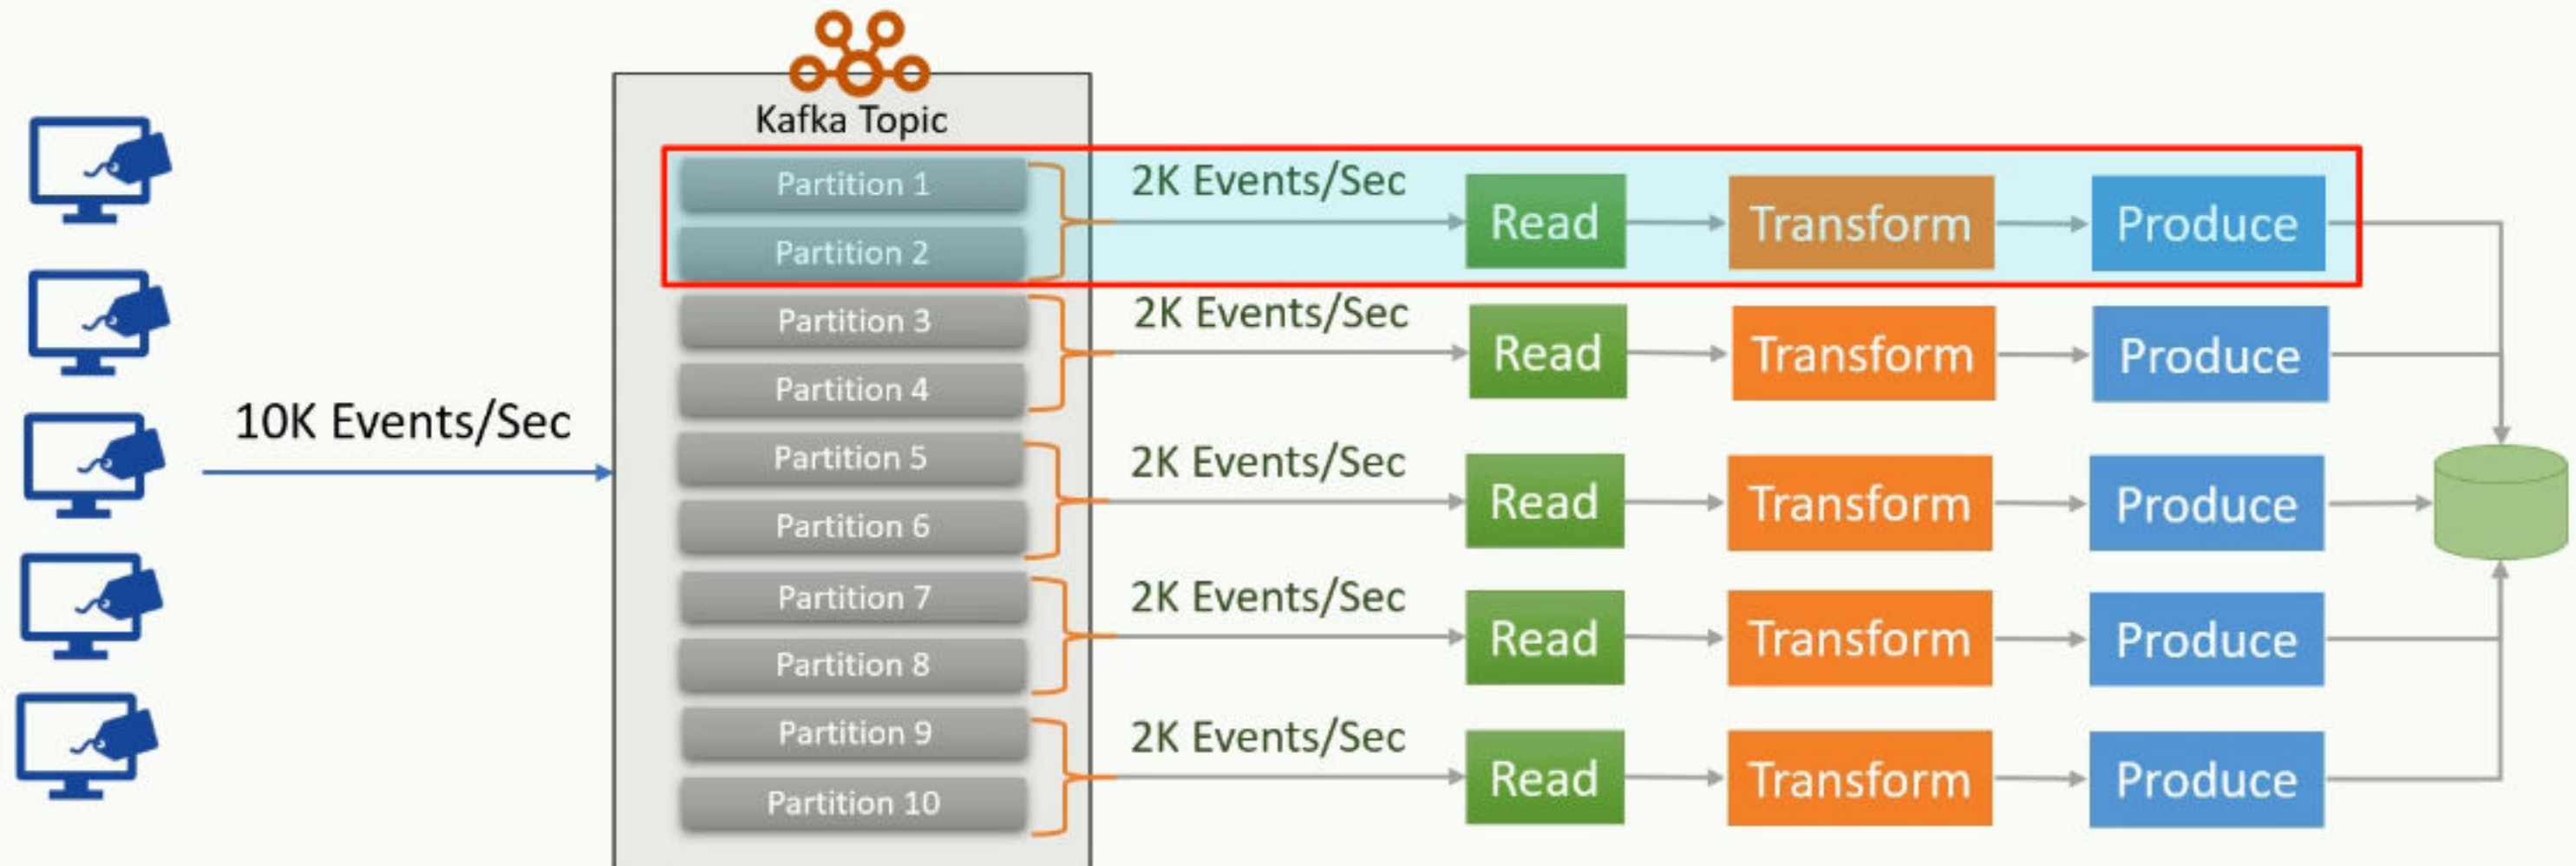 Kafka Topic
Partition 1
Partition 2
Partition 3
Partition 4
Partition 5
Partition 6
Partition 7
Partition 8
Partition 9
Partition 10
10K Events/Sec
2K Events/Sec
Read
Transform
Produce
2K Events/Sec
Read
Transform
Produce
2K Events/Sec
Read
Transform
Produce
2K Events/Sec
Read
Transform
Produce
2K Events/Sec
Read
Transform
Produce